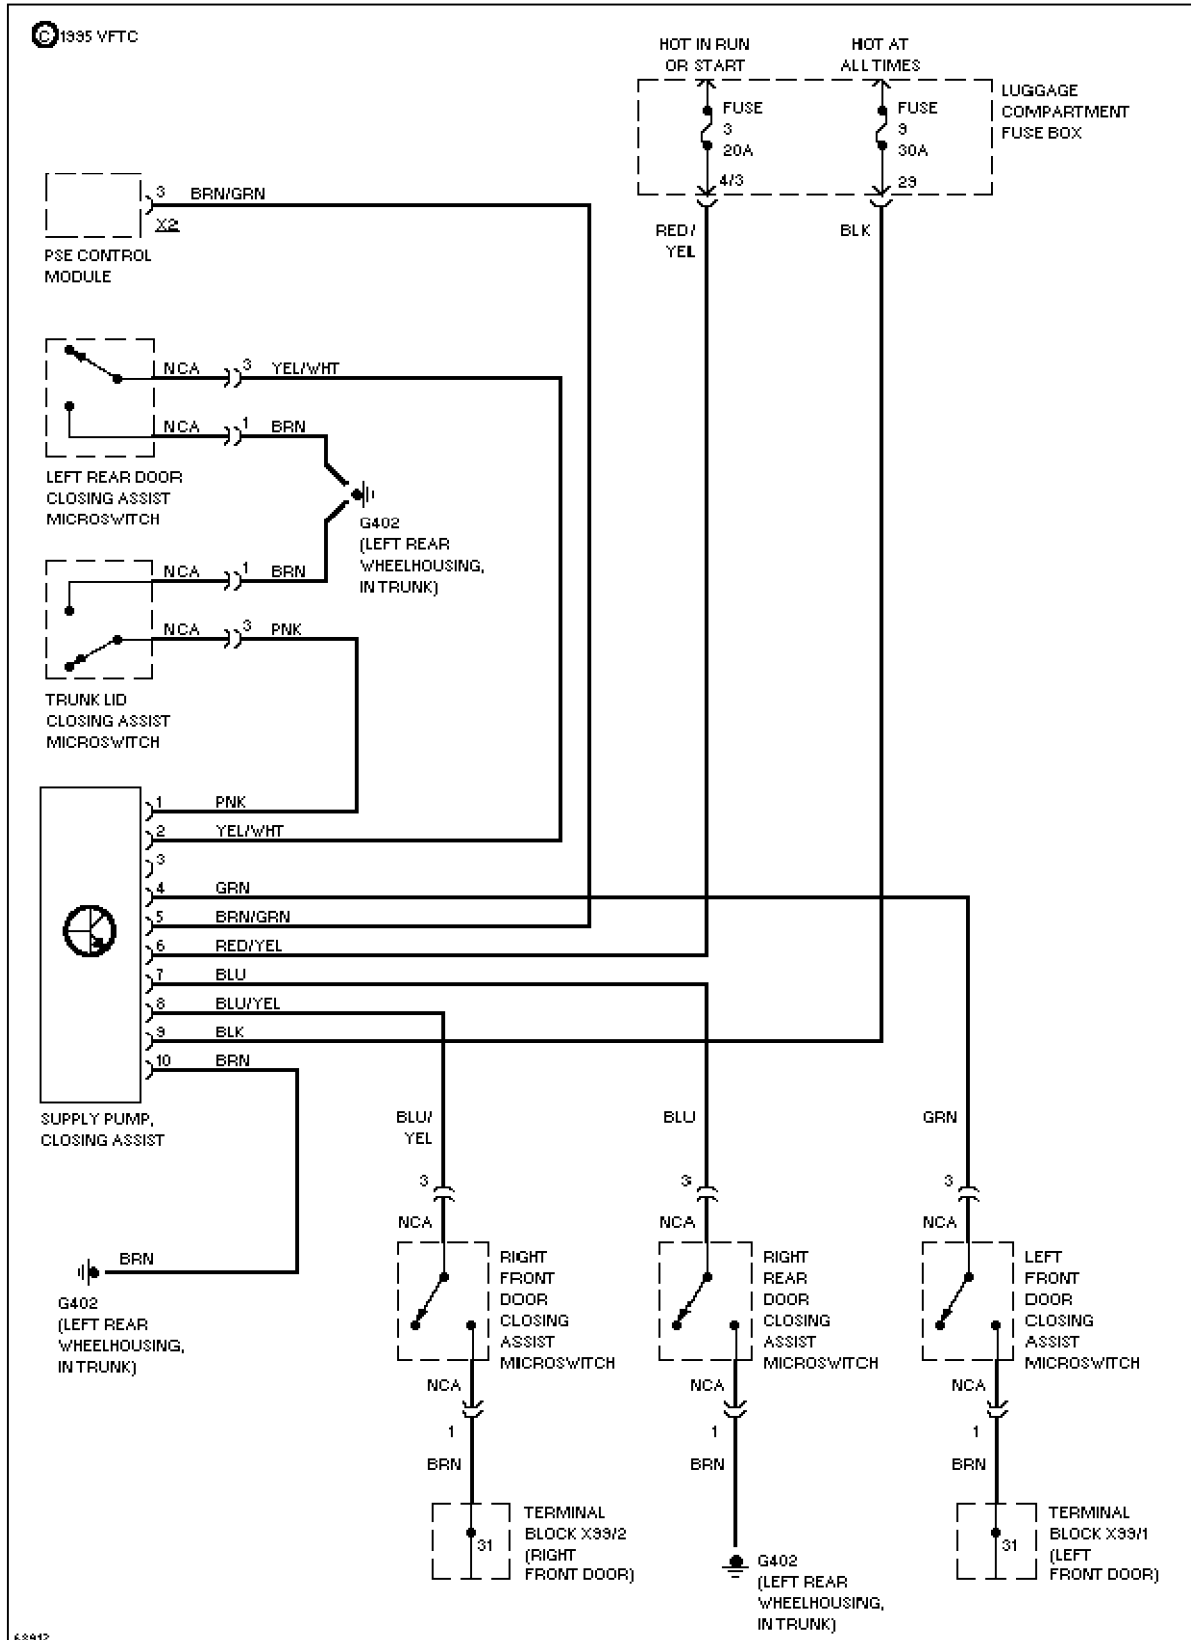 © 1995 VFTC
HOT IN RUN
OR START
HOT AT
ALL TIMES
LUGGAGE
COMPARTMENT
FUSE BOX
FUSE
3
20A
4/3
FUSE
9
30A
29
RED/
YEL
BLK
3 BRN/GRN
X2
PSE CONTROL
MODULE
NCA 3 YEL/WHT
NCA 1 BRN
LEFT REAR DOOR
CLOSING ASSIST
MICROSWITCH
G402
(LEFT REAR
WHEELHOUSING,
IN TRUNK)
NCA 1 BRN
NCA 3 PNK
TRUNK LID
CLOSING ASSIST
MICROSWITCH
1 PNK
2 YEL/WHT
3
4 GRN
5 BRN/GRN
6 RED/YEL
7 BLU
8 BLU/YEL
9 BLK
10 BRN
SUPPLY PUMP,
CLOSING ASSIST
BRN
G402
(LEFT REAR
WHEELHOUSING,
IN TRUNK)
BLU/
YEL
3
NCA
RIGHT
FRONT
DOOR
CLOSING
ASSIST
MICROSWITCH
NCA
1
BRN
31
TERMINAL
BLOCK X99/2
(RIGHT
FRONT DOOR)
BLU
3
NCA
RIGHT
REAR
DOOR
CLOSING
ASSIST
MICROSWITCH
NCA
1
BRN
G402
(LEFT REAR
WHEELHOUSING,
IN TRUNK)
GRN
3
NCA
LEFT
FRONT
DOOR
CLOSING
ASSIST
MICROSWITCH
NCA
1
BRN
31
TERMINAL
BLOCK X99/1
(LEFT
FRONT DOOR)